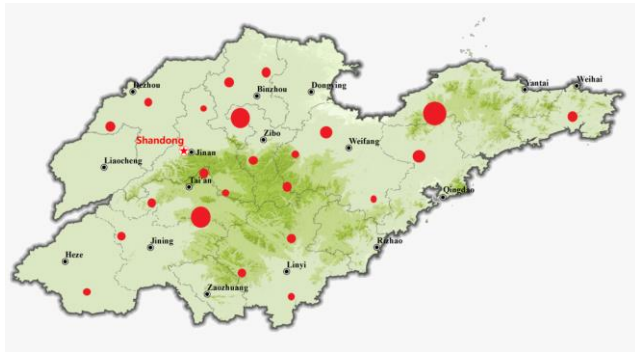 Dezhou
Binzhou
Dongying
Yantai
Weihai
Zibo
Weifang
Shandong
Jinan
Liaocheng
Tai'an
Qingdao
Heze
Jining
Rizhao
Linyi
Zaozhuang